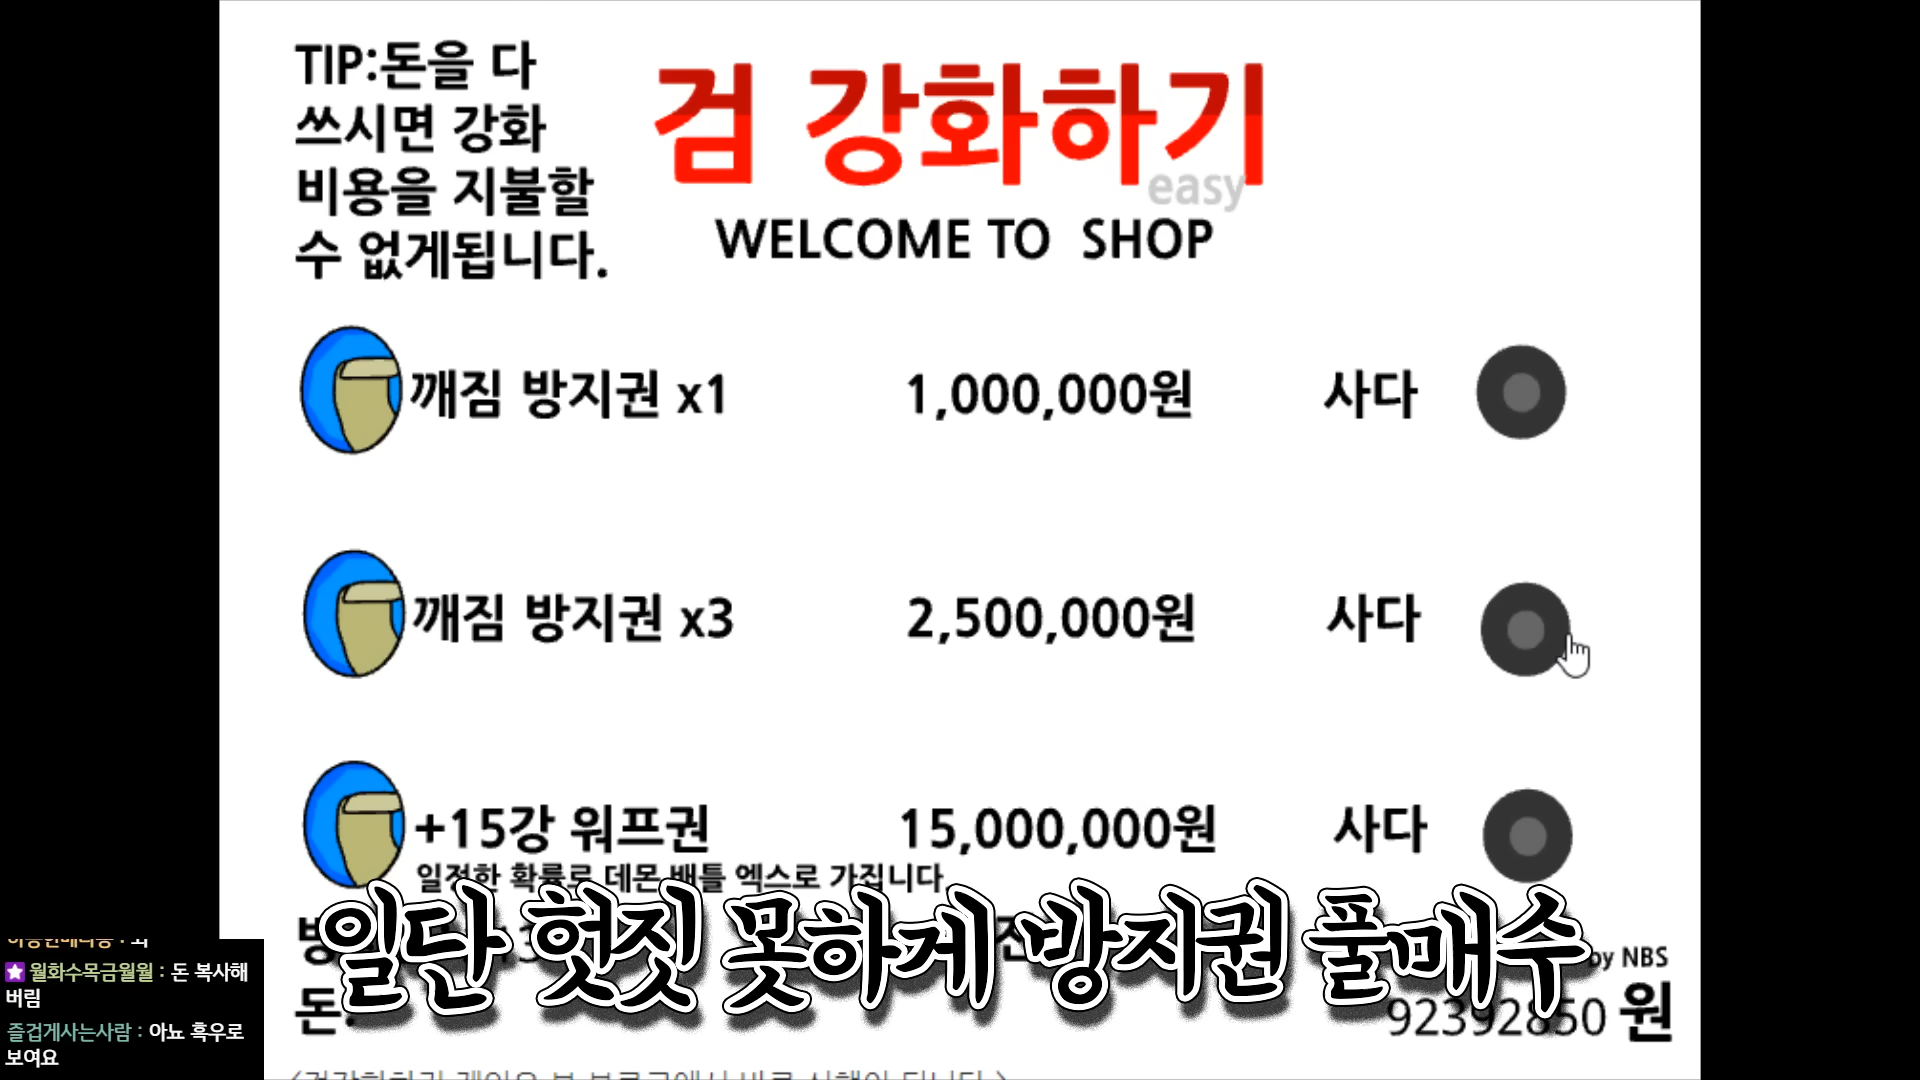 TIP:돈을 다
쓰시면 강화
비용을 지불할
수 없게됩니다.
검 강화하기
easy
WELCOME TO SHOP
깨짐 방지권 x1 1,000,000원 사다
깨짐 방지권 x3 2,500,000원 사다
+15강 워프권 15,000,000원 사다
일정한 확률로 데몬 배틀 엑스로 가집니다
일단 헛짓 못하게 방지권 풀매수
by NBS
돈:
92392850 원
월화수목금월월 : 돈 복사해
버림
즐겁게사는사람 : 아뇨 흑우로
보여요